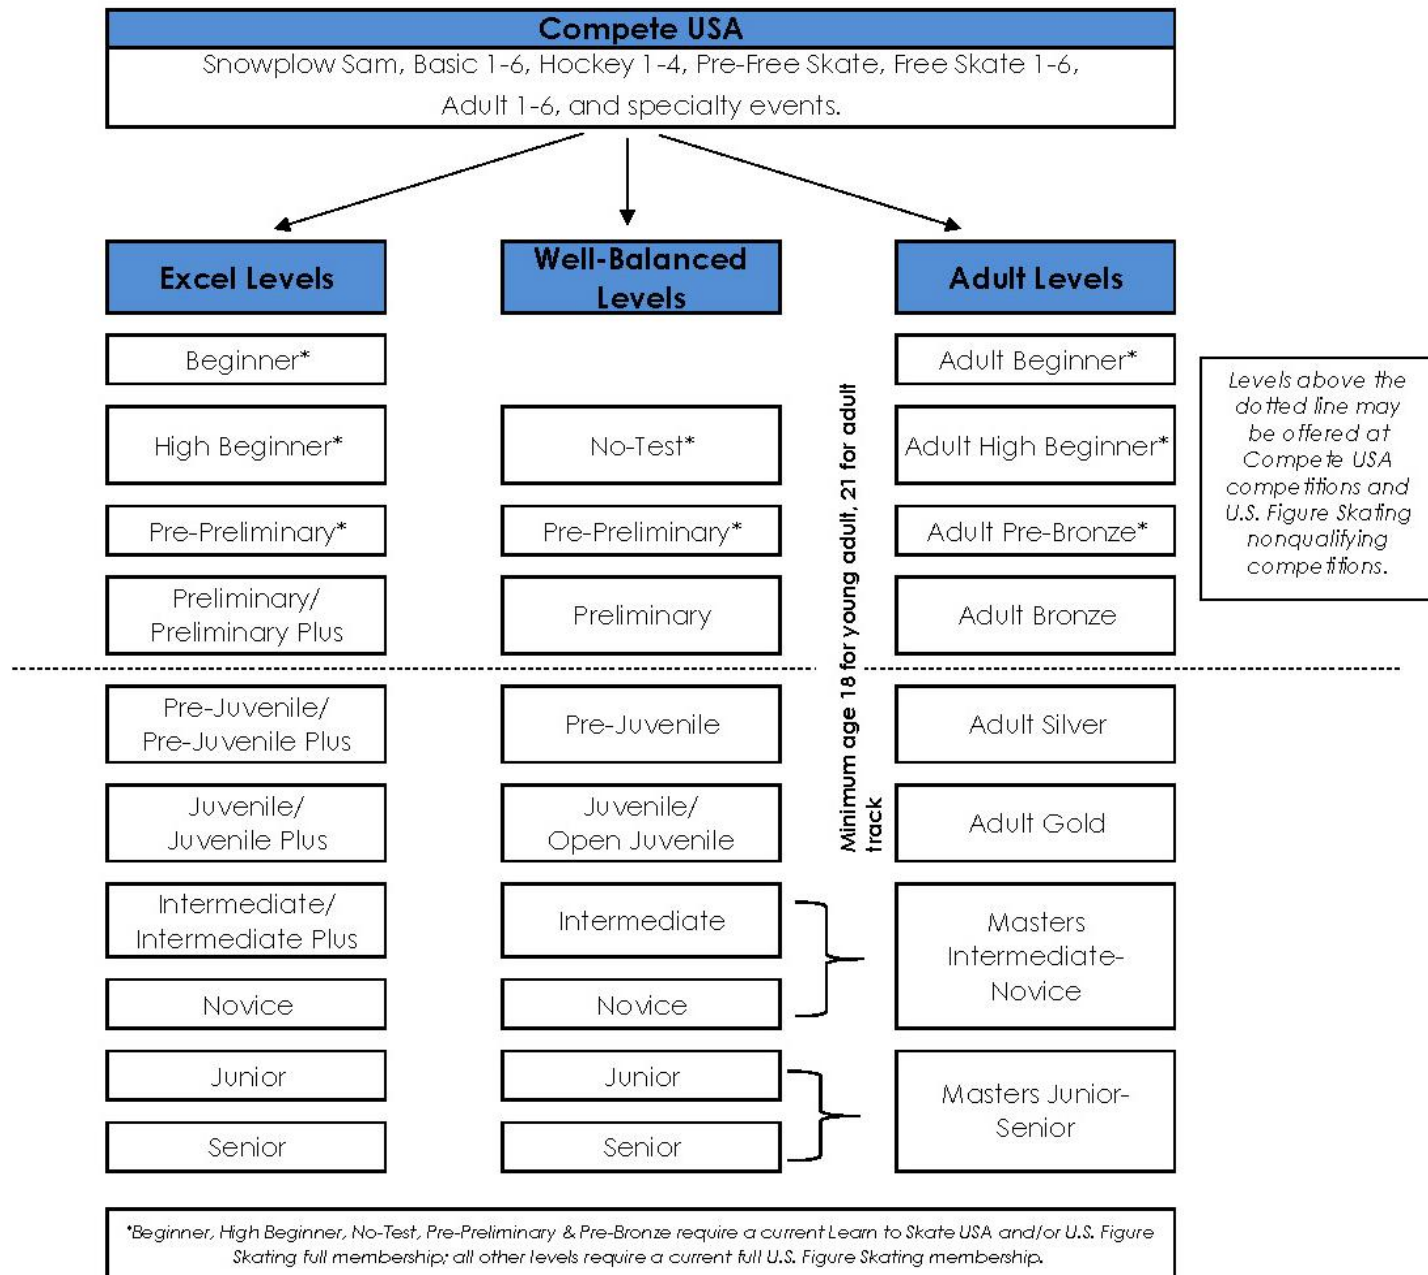 Compete USA
Snowplow Sam, Basic 1-6, Hockey 1-4, Pre-Free Skate, Free Skate 1-6,
Adult 1-6, and specialty events.
Excel Levels
Well-Balanced
Levels
Adult Levels
Beginner*
Adult Beginner*
High Beginner*
No-Test*
Adult High Beginner*
Pre-Preliminary*
Pre-Preliminary*
Adult Pre-Bronze*
Preliminary/
Preliminary Plus
Preliminary
Adult Bronze
Levels above the
dotted line may
be offered at
Compete USA
competitions and
U.S. Figure Skating
nonqualifying
competitions.
Minimum age 18 for young adult, 21 for adult
track
Pre-Juvenile/
Pre-Juvenile Plus
Pre-Juvenile
Adult Silver
Juvenile/
Juvenile Plus
Juvenile/
Open Juvenile
Adult Gold
Intermediate/
Intermediate Plus
Intermediate
Masters
Intermediate-
Novice
Novice
Novice
Junior
Junior
Masters Junior-
Senior
Senior
Senior
*Beginner, High Beginner, No-Test, Pre-Preliminary & Pre-Bronze require a current Learn to Skate USA and/or U.S. Figure
Skating full membership; all other levels require a current full U.S. Figure Skating membership.